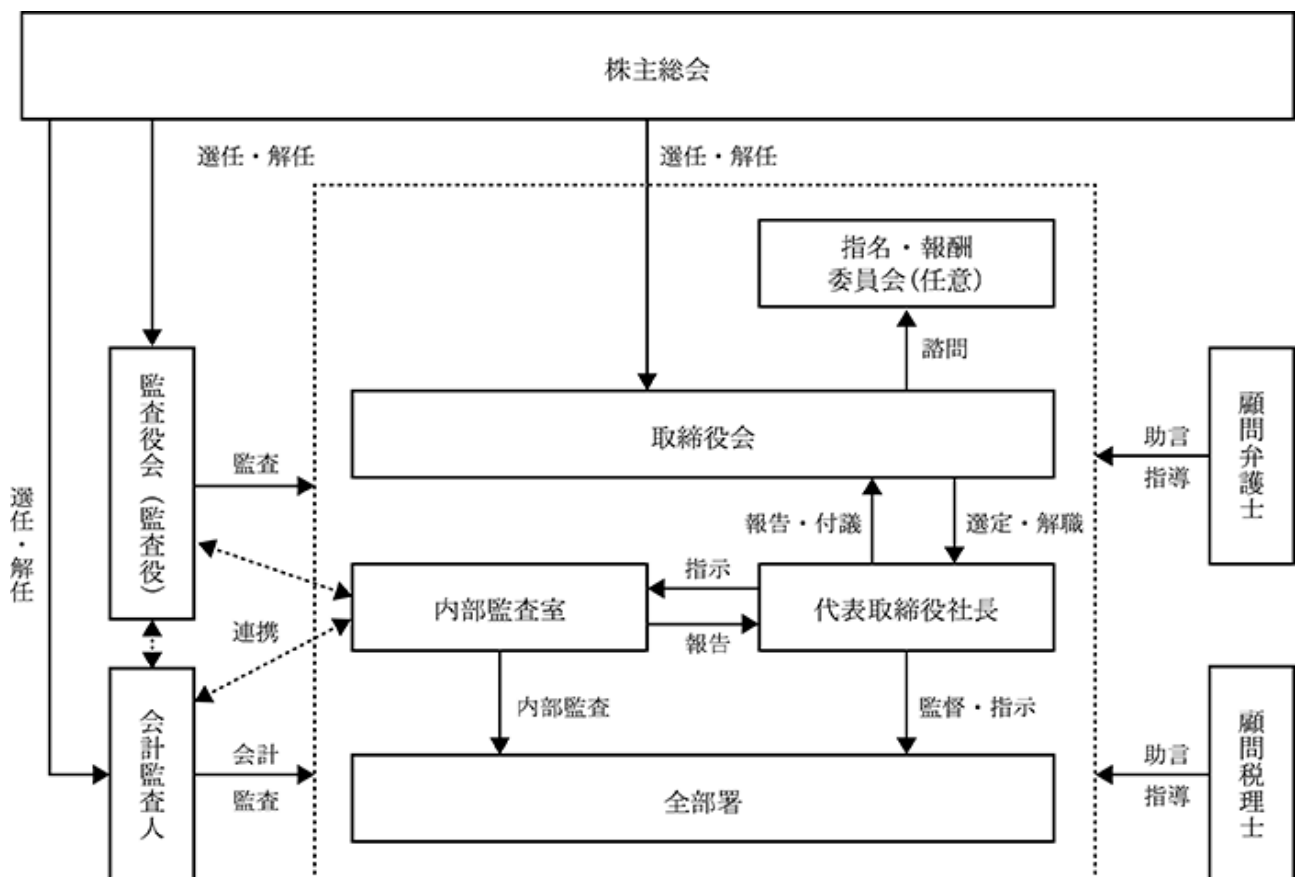 株主総会
選任・解任
選任・解任
指名・報酬
委員会(任意)
諮問
取締役会
監査役会(監査役)
監査
顧問弁護士
助言
指導
選任・解任
報告・付議
選定・解職
指示
内部監査室
代表取締役社長
報告
連携
内部監査
監督・指示
会計監査人
会計
監査
全部署
顧問税理士
助言
指導